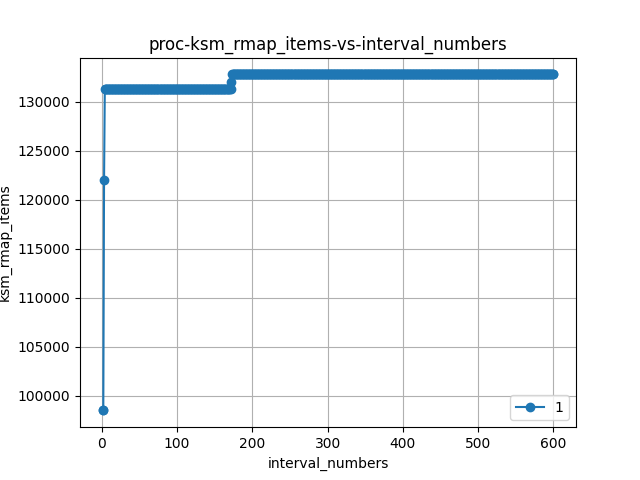 proc-ksm_rmap_items-vs-interval_numbers
130000
125000
120000
115000
110000
105000
100000
ksm_rmap_items
0 100 200 300 400 500 600
interval_numbers
1